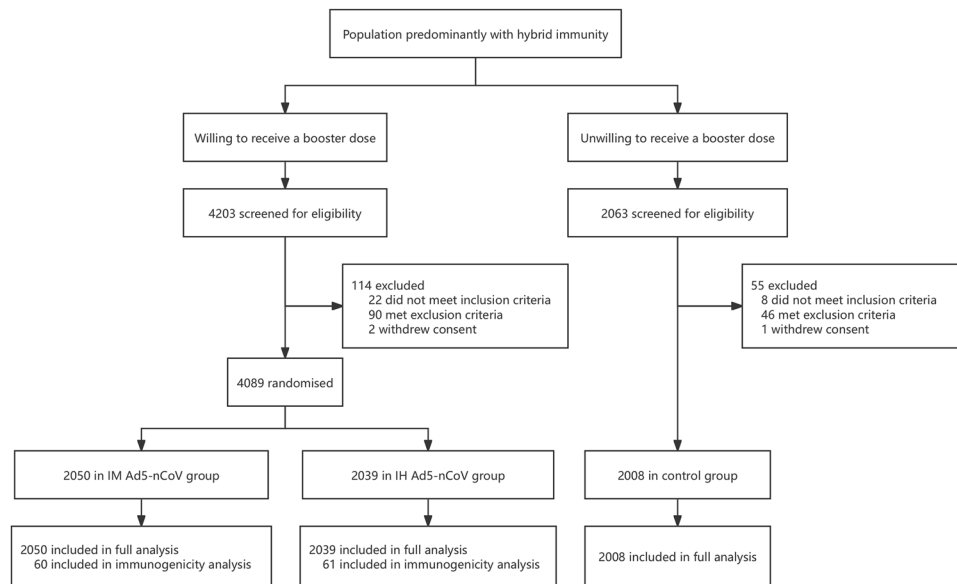 Population predominantly with hybrid immunity
Willing to receive a booster dose
Unwilling to receive a booster dose
4203 screened for eligibility
2063 screened for eligibility
114 excluded
22 did not meet inclusion criteria
90 met exclusion criteria
2 withdrew consent
55 excluded
8 did not meet inclusion criteria
46 met exclusion criteria
1 withdrew consent
4089 randomised
2050 in IM Ad5-nCoV group
2039 in IH Ad5-nCoV group
2008 in control group
2050 included in full analysis
60 included in immunogenicity analysis
2039 included in full analysis
61 included in immunogenicity analysis
2008 included in full analysis